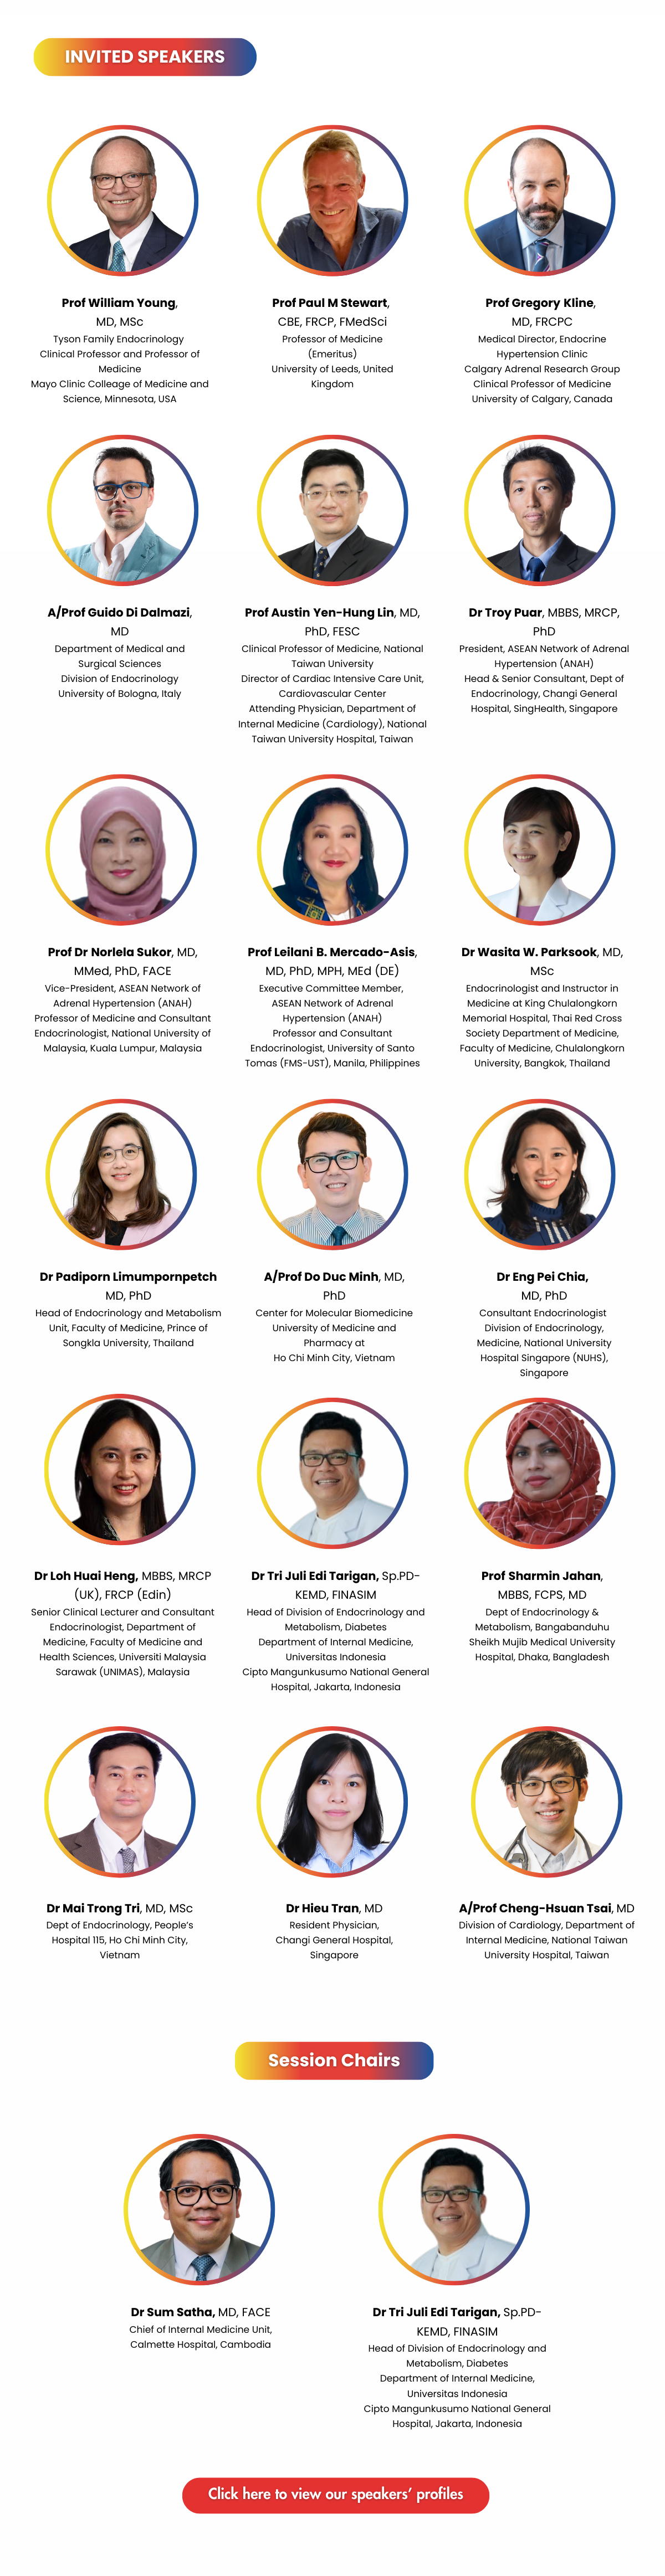 INVITED SPEAKERS
Prof William Young,
MD, MSc
Tyson Family Endocrinology
Clinical Professor and Professor of
Medicine
Mayo Clinic Colleage of Medicine and
Science, Minnesota, USA
Prof Paul M Stewart,
CBE, FRCP, FMedSci
Professor of Medicine
(Emeritus)
University of Leeds, United
Kingdom
Prof Gregory Kline,
MD, FRCPC
Medical Director, Endocrine
Hypertension Clinic
Calgary Adrenal Research Group
Clinical Professor of Medicine
University of Calgary, Canada
A/Prof Guido Di Dalmazi,
MD
Department of Medical and
Surgical Sciences
Division of Endocrinology
University of Bologna, Italy
Prof Austin Yen-Hung Lin, MD,
PhD, FESC
Clinical Professor of Medicine, National
Taiwan University
Director of Cardiac Intensive Care Unit,
Cardiovascular Center
Attending Physician, Department of
Internal Medicine (Cardiology), National
Taiwan University Hospital, Taiwan
Dr Troy Puar, MBBS, MRCP,
PhD
President, ASEAN Network of Adrenal
Hypertension (ANAH)
Head & Senior Consultant, Dept of
Endocrinology, Changi General
Hospital, SingHealth, Singapore
Prof Dr Norlela Sukor, MD,
MMed, PhD, FACE
Vice-President, ASEAN Network of
Adrenal Hypertension (ANAH)
Professor of Medicine and Consultant
Endocrinologist, National University of
Malaysia, Kuala Lumpur, Malaysia
Prof Leilani B. Mercado-Asis,
MD, PhD, MPH, MEd (DE)
Executive Committee Member,
ASEAN Network of Adrenal
Hypertension (ANAH)
Professor and Consultant
Endocrinologist, University of Santo
Tomas (FMS-UST), Manila, Philippines
Dr Wasita W. Parksook, MD,
MSc
Endocrinologist and Instructor in
Medicine at King Chulalongkorn
Memorial Hospital, Thai Red Cross
Society Department of Medicine,
Faculty of Medicine, Chulalongkorn
University, Bangkok, Thailand
Dr Padiporn Limumpornpetch
MD, PhD
Head of Endocrinology and Metabolism
Unit, Faculty of Medicine, Prince of
Songkla University, Thailand
A/Prof Do Duc Minh, MD,
PhD
Center for Molecular Biomedicine
University of Medicine and
Pharmacy at
Ho Chi Minh City, Vietnam
Dr Eng Pei Chia,
MD, PhD
Consultant Endocrinologist
Division of Endocrinology,
Medicine, National University
Hospital Singapore (NUHS),
Singapore
Dr Loh Huai Heng, MBBS, MRCP
(UK), FRCP (Edin)
Senior Clinical Lecturer and Consultant
Endocrinologist, Department of
Medicine, Faculty of Medicine and
Health Sciences, Universiti Malaysia
Sarawak (UNIMAS), Malaysia
Dr Tri Juli Edi Tarigan, Sp.PD-
KEMD, FINASIM
Head of Division of Endocrinology and
Metabolism, Diabetes
Department of Internal Medicine,
Universitas Indonesia
Cipto Mangunkusumo National General
Hospital, Jakarta, Indonesia
Prof Sharmin Jahan,
MBBS, FCPS, MD
Dept of Endocrinology &
Metabolism, Bangabanduhu
Sheikh Mujib Medical University
Hospital, Dhaka, Bangladesh
Dr Mai Trong Tri, MD, MSc
Dept of Endocrinology, People's
Hospital 115, Ho Chi Minh City,
Vietnam
Dr Hieu Tran, MD
Resident Physician,
Changi General Hospital,
Singapore
A/Prof Cheng-Hsuan Tsai, MD
Division of Cardiology, Department of
Internal Medicine, National Taiwan
University Hospital, Taiwan
Session Chairs
Dr Sum Satha, MD, FACE
Chief of Internal Medicine Unit,
Calmette Hospital, Cambodia
Dr Tri Juli Edi Tarigan, Sp.PD-
KEMD, FINASIM
Head of Division of Endocrinology and
Metabolism, Diabetes
Department of Internal Medicine,
Universitas Indonesia
Cipto Mangunkusumo National General
Hospital, Jakarta, Indonesia
Click here to view our speakers' profiles